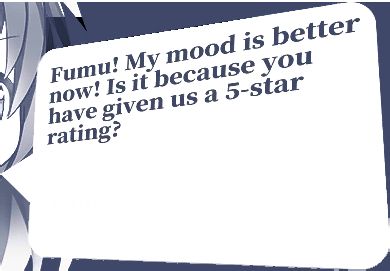 Fumu! My mood is better
now! Is it because you
have given us a 5-star
rating?